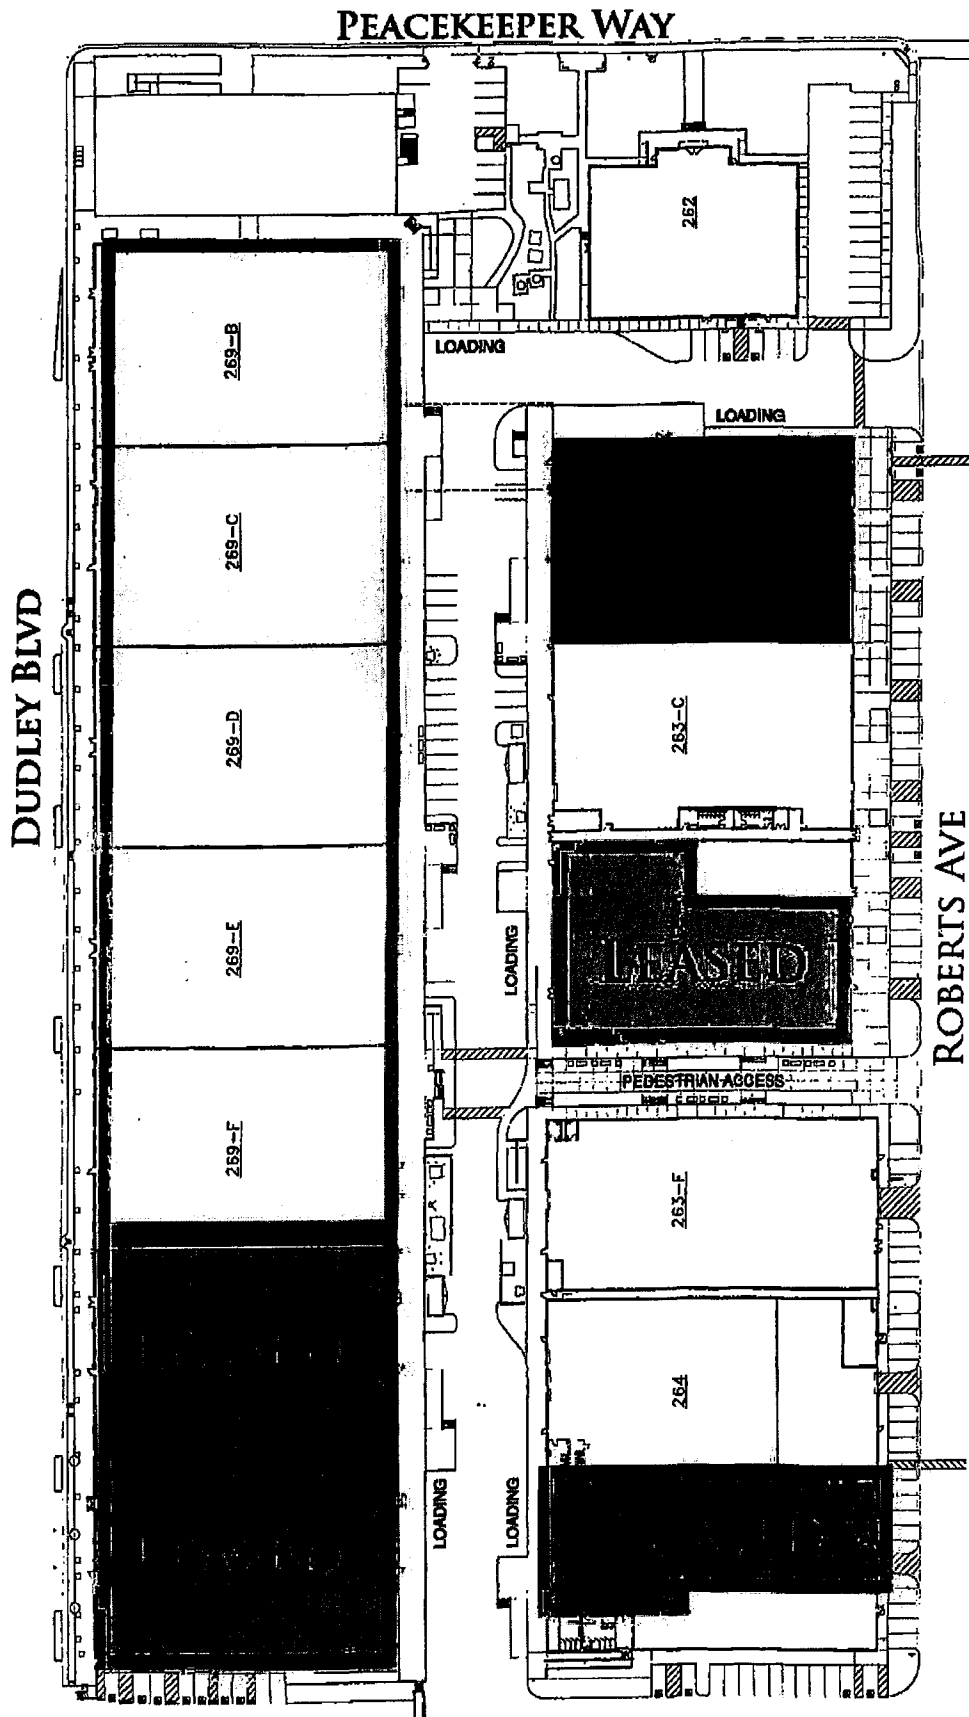 PEACEKEEPER WAY
262
269-B
LOADING
LOADING
269-C
DUDLEY BLVD
269-D
263-C
269-E
LOADING
LEASED
ROBERTS AVE
PEDESTRIAN ACCESS
269-F
263-F
264
LOADING
LOADING